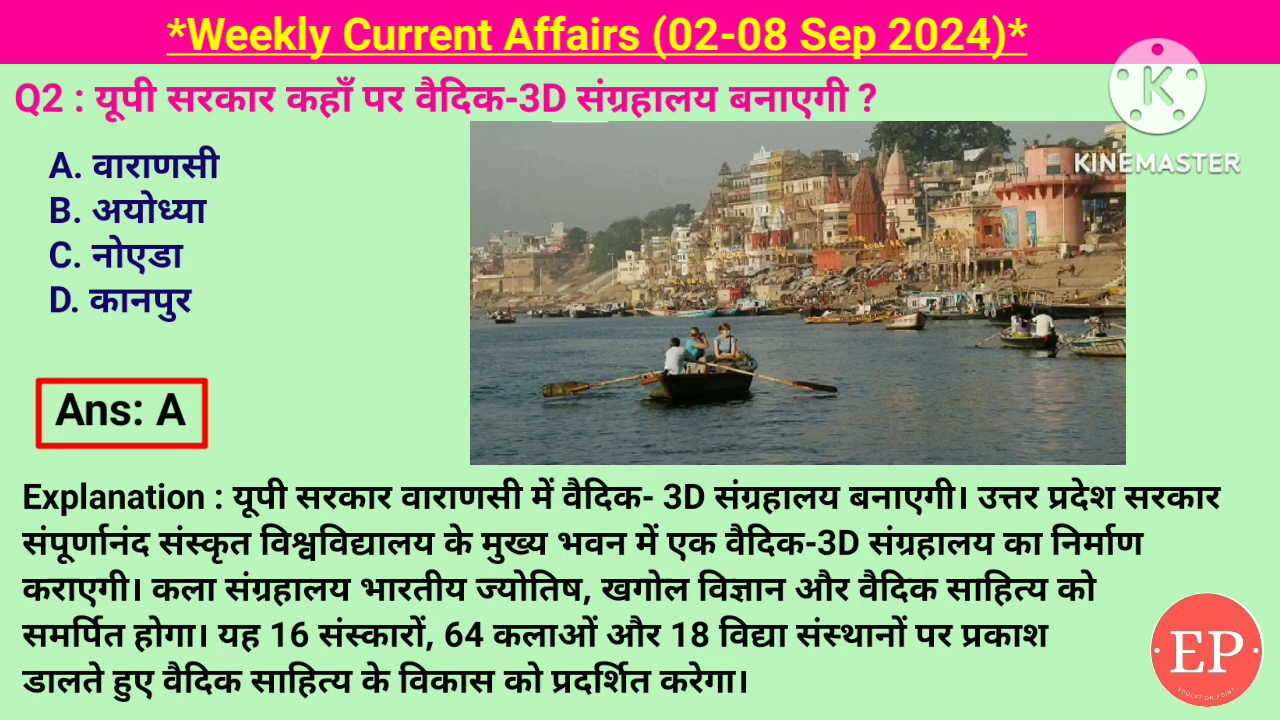 *Weekly Current Affairs (02-08 Sep 2024)*
Q2 : यूपी सरकार कहाँ पर वैदिक-3D संग्रहालय बनाएगी ?
K
KINEMASTER
A. वाराणसी
B. अयोध्या
C. नोएडा
D. कानपुर
Ans: A
Explanation : यूपी सरकार वाराणसी में वैदिक- 3D संग्रहालय बनाएगी। उत्तर प्रदेश सरकार
संपूर्णानंद संस्कृत विश्वविद्यालय के मुख्य भवन में एक वैदिक-3D संग्रहालय का निर्माण
कराएगी। कला संग्रहालय भारतीय ज्योतिष, खगोल विज्ञान और वैदिक साहित्य को
समर्पित होगा। यह 16 संस्कारों, 64 कलाओं और 18 विद्या संस्थानों पर प्रकाश
डालते हुए वैदिक साहित्य के विकास को प्रदर्शित करेगा।
EP
EDUCATION POINT